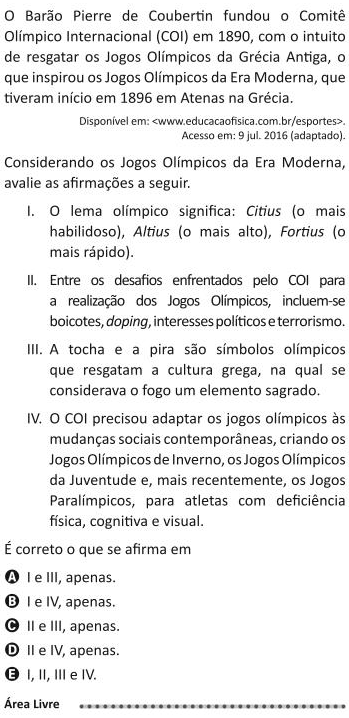 O Barão Pierre de Coubertin fundou o Comitê
Olímpico Internacional (COI) em 1890, com o intuito
de resgatar os Jogos Olímpicos da Grécia Antiga, o
que inspirou os Jogos Olímpicos da Era Moderna, que
tiveram início em 1896 em Atenas na Grécia.
Disponível em: <www.educacaofisica.com.br/esportes>.
Acesso em: 9 jul. 2016 (adaptado).
Considerando os Jogos Olímpicos da Era Moderna,
avalie as afirmações a seguir.
I. O lema olímpico significa: Citius (o mais
habilidoso), Altius (o mais alto), Fortius (o
mais rápido).
II. Entre os desafios enfrentados pelo COI para
a realização dos Jogos Olímpicos, incluem-se
boicotes, doping, interesses políticos e terrorismo.
III. A tocha e a pira são símbolos olímpicos
que resgatam a cultura grega, na qual se
considerava o fogo um elemento sagrado.
IV. O COI precisou adaptar os jogos olímpicos às
mudanças sociais contemporâneas, criando os
Jogos Olímpicos de Inverno, os Jogos Olímpicos
da Juventude e, mais recentemente, os Jogos
Paralímpicos, para atletas com deficiência
física, cognitiva e visual.
É correto o que se afirma em
A I e III, apenas.
B I e IV, apenas.
C II e III, apenas.
D II e IV, apenas.
E I, II, III e IV.
Área Livre